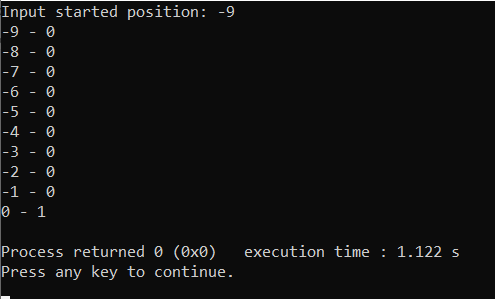 Input started position: -9
-9 - 0
-8 - 0
-7 - 0
-6 - 0
-5 - 0
-4 - 0
-3 - 0
-2 - 0
-1 - 0
0 - 1
Process returned 0 (0x0)   execution time : 1.122 s
Press any key to continue.